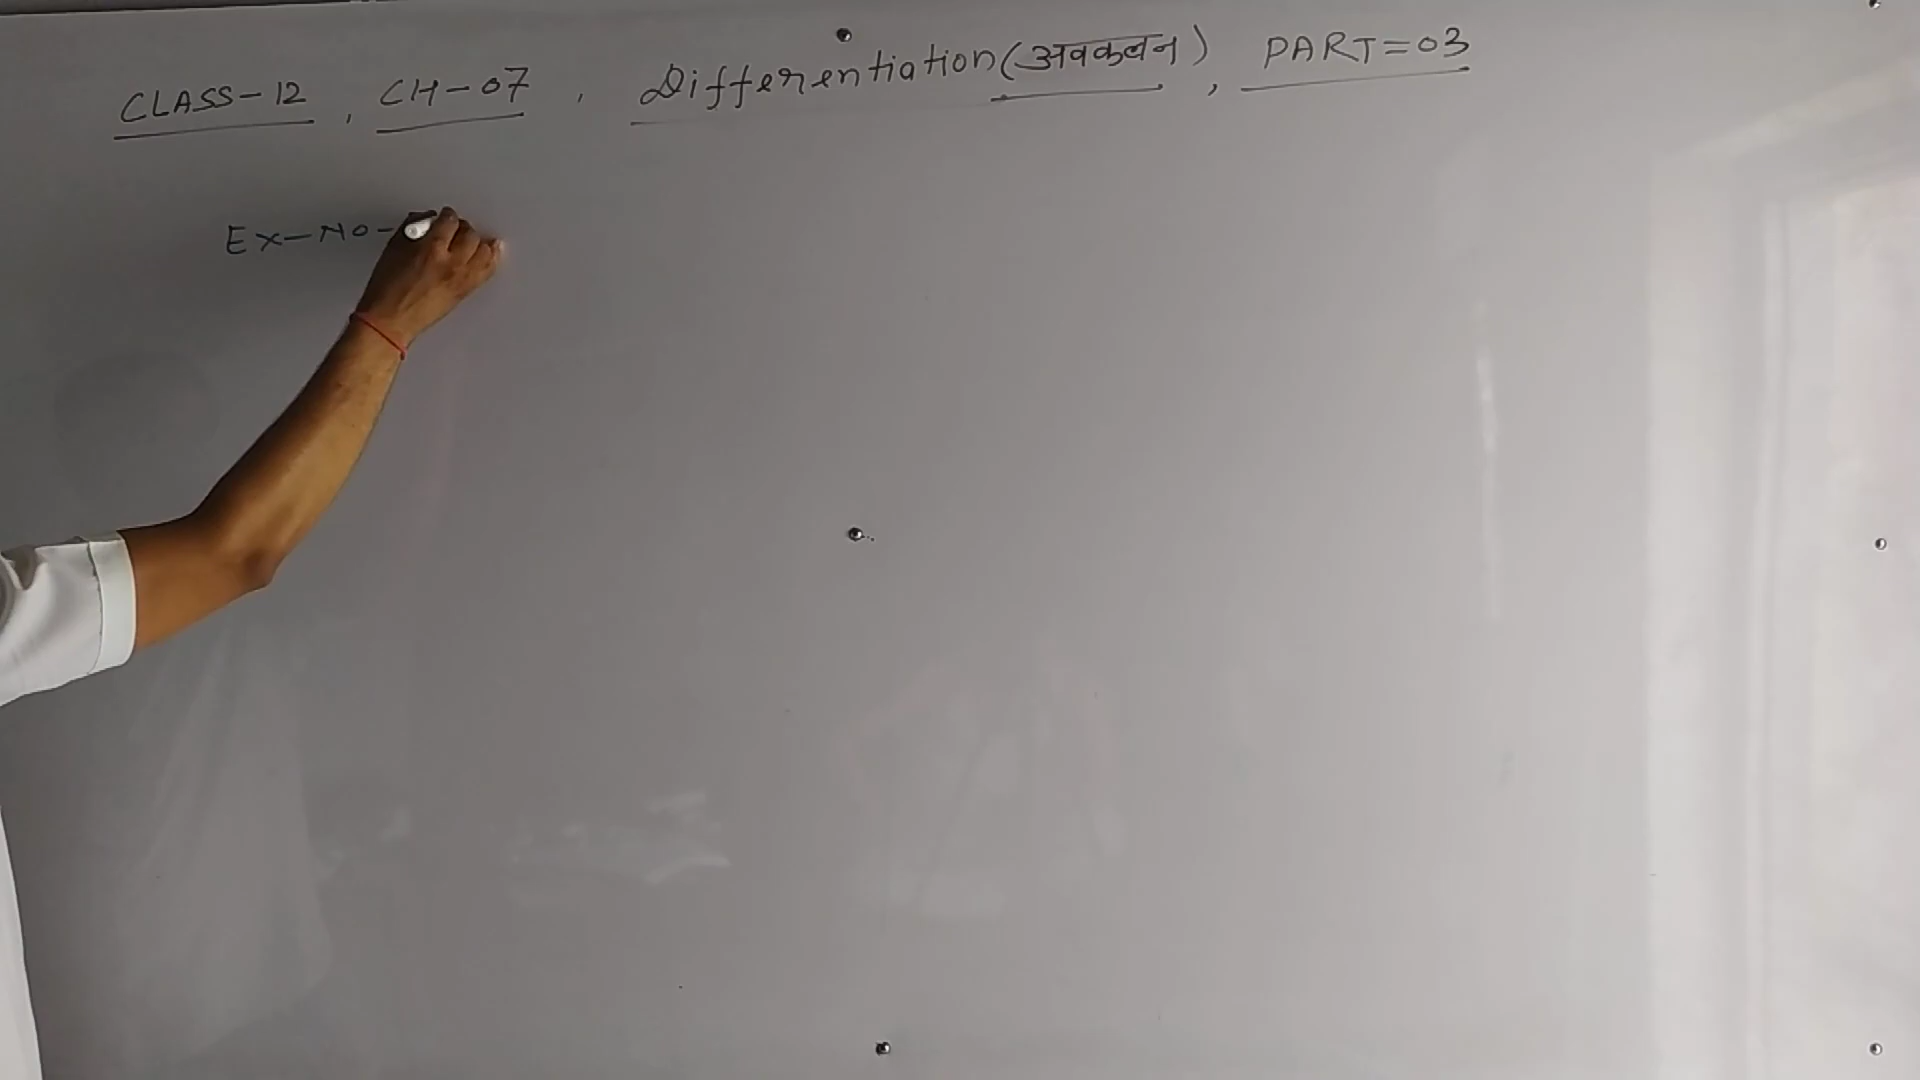 CLASS-12, CH-07, Differentiation (अवकलन), PART=03
Ex-No-